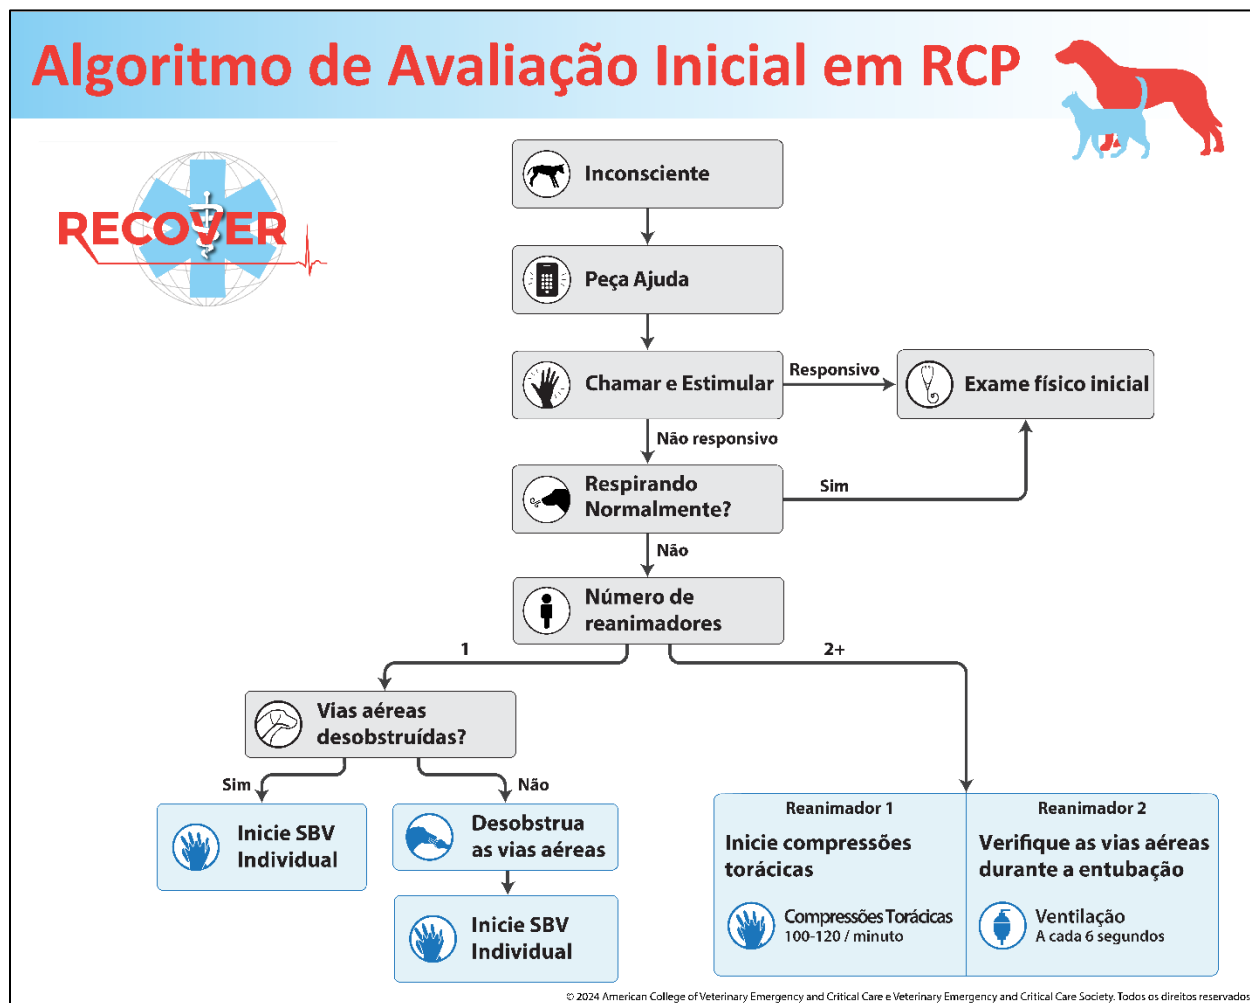 Algoritmo de Avaliação Inicial em RCP
RECOVER
Inconsciente
Peça Ajuda
Chamar e Estimular
Responsivo
Exame físico inicial
Não responsivo
Respirando
Normalmente?
Sim
Não
Número de
reanimadores
1
2+
Vias aéreas
desobstruídas?
Sim
Não
Inicie SBV
Individual
Desobstrua
as vias aéreas
Inicie SBV
Individual
Reanimador 1
Inicie compressões
torácicas
Compressões Torácicas
100-120 / minuto
Reanimador 2
Verifique as vias aéreas
durante a entubação
Ventilação
A cada 6 segundos
© 2024 American College of Veterinary Emergency and Critical Care e Veterinary Emergency and Critical Care Society. Todos os direitos reservados